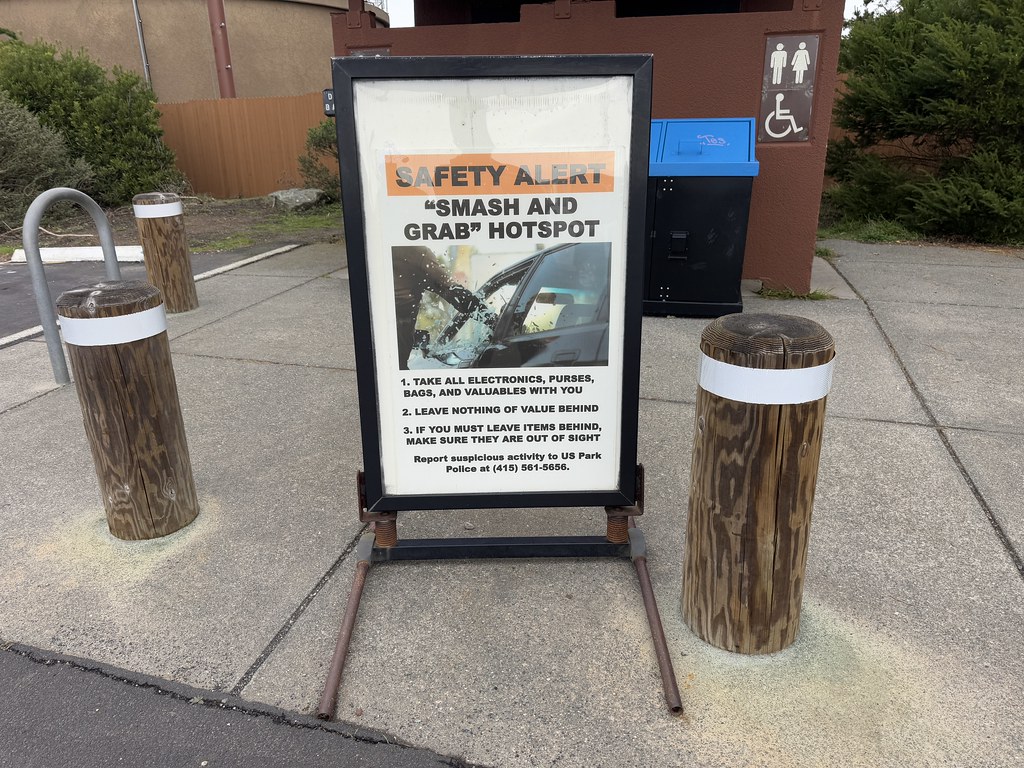 SAFETY ALERT
“SMASH AND
GRAB” HOTSPOT
1. TAKE ALL ELECTRONICS, PURSES,
BAGS, AND VALUABLES WITH YOU
2. LEAVE NOTHING OF VALUE BEHIND
3. IF YOU MUST LEAVE ITEMS BEHIND,
MAKE SURE THEY ARE OUT OF SIGHT
Report suspicious activity to US Park
Police at (415) 561-5656.